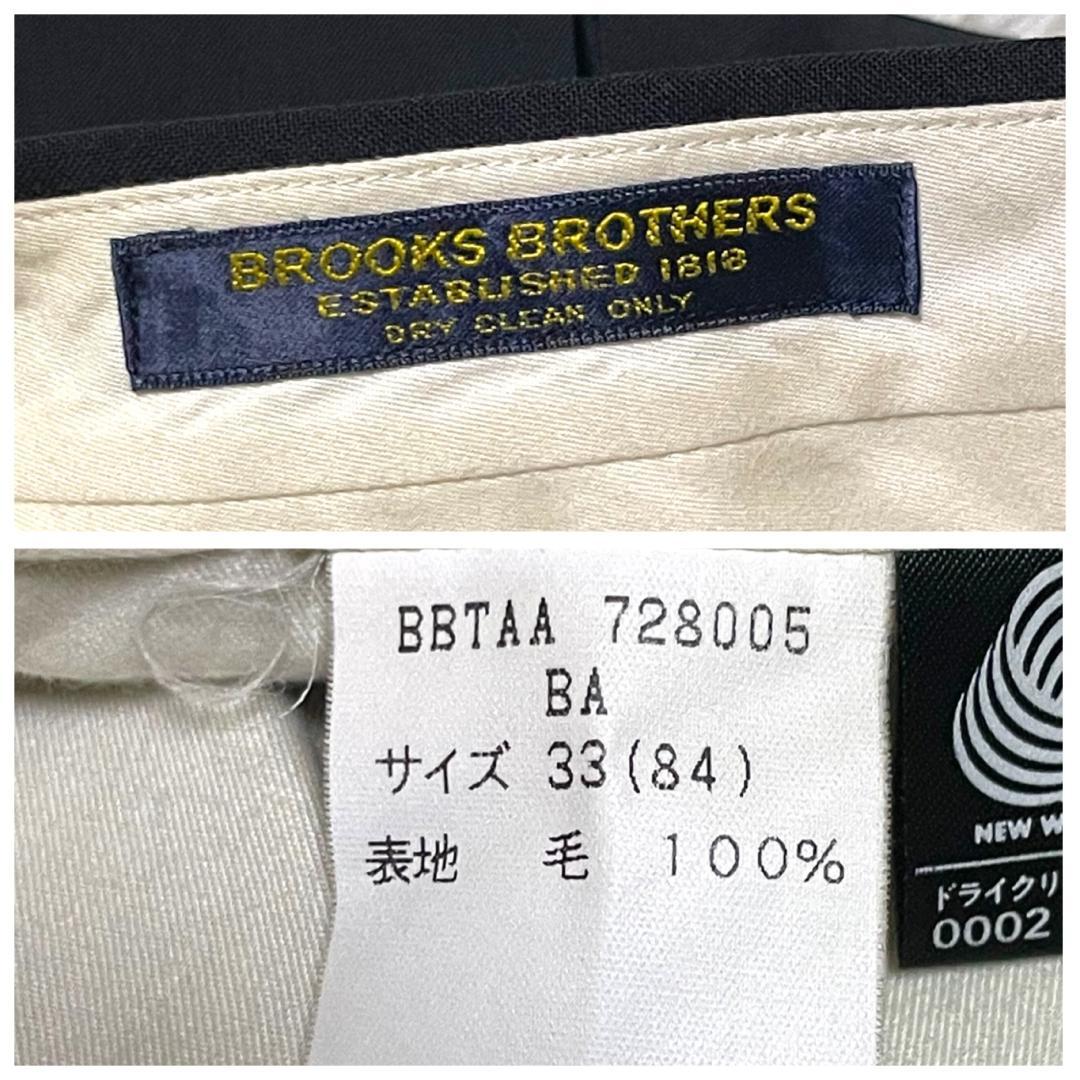 BROOKS BROTHERS
ESTABLISHED 1818
DRY CLEAN ONLY
BBTAA 728005
BA
サイズ 33(84)
表地 毛 100%
NEW W
ドライクリ
0002